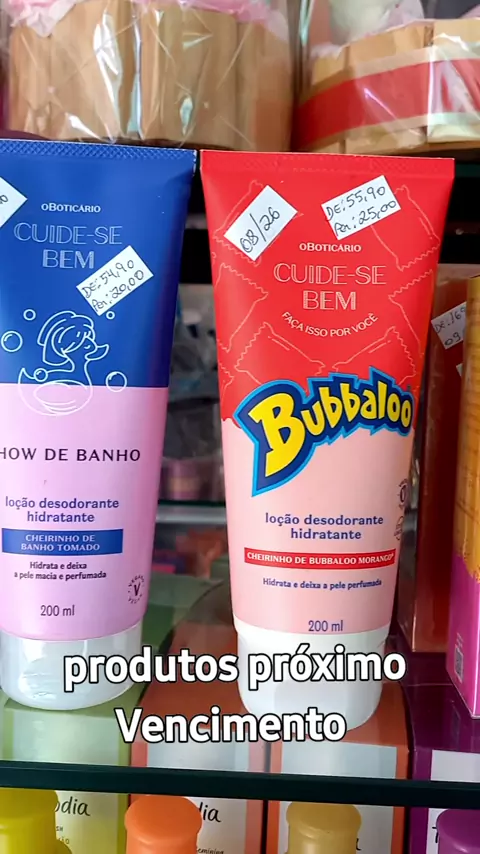 oBOTICÁRIO
CUIDE-SE
BEM
DE: 54,90
Por: 20,00
HOW DE BANHO
loção desodorante
hidratante
CHEIRINHO DE
BANHO TOMADO
Hidrata e deixa
a pele macia e perfumada
200 ml
08/26
DE: 55,90
Por: 25,00
oBOTICÁRIO
CUIDE-SE
BEM
FAÇA ISSO POR VOCÊ
Bubbaloo
loção desodorante
hidratante
CHEIRINHO DE BUBBALOO MORANGO
Hidrata e deixa a pele perfumada
200 ml
produtos próximo
Vencimento